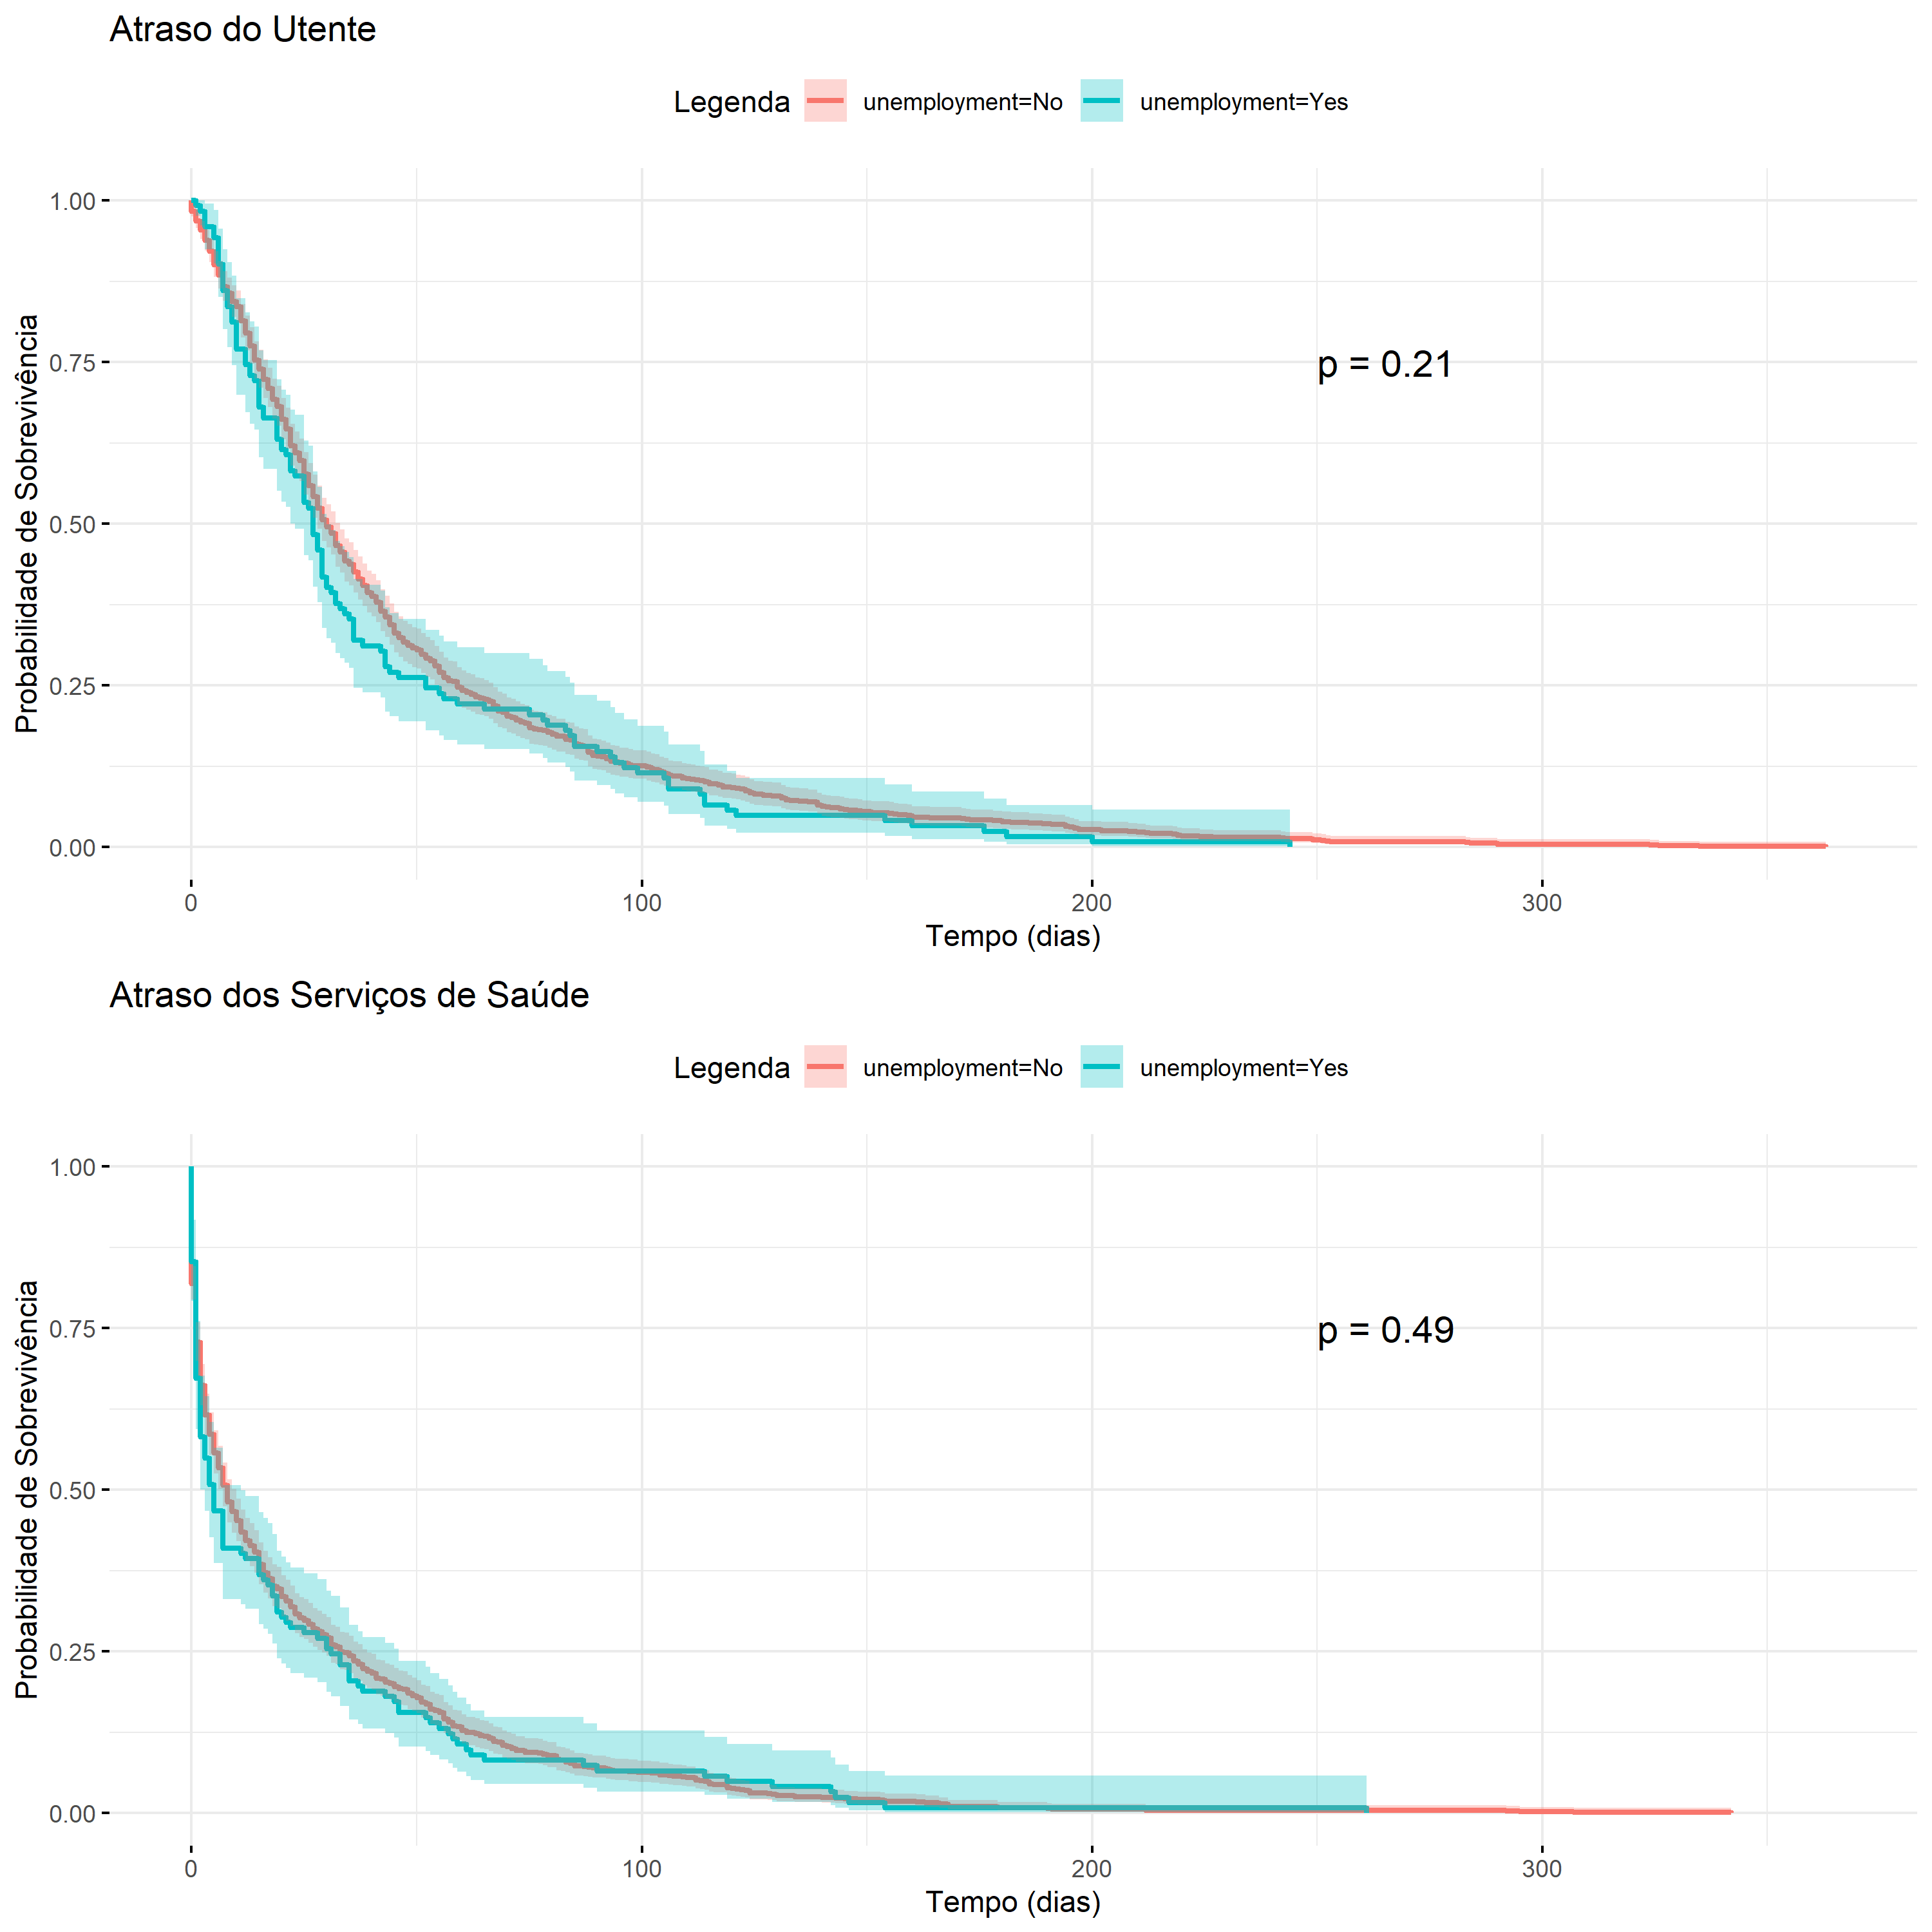 Atraso do Utente
Legenda unemployment=No unemployment=Yes
Probabilidade de Sobrevivência
1.00
0.75
0.50
0.25
0.00
p = 0.21
0 100 200 300
Tempo (dias)
Atraso dos Serviços de Saúde
Legenda unemployment=No unemployment=Yes
Probabilidade de Sobrevivência
1.00
0.75
0.50
0.25
0.00
p = 0.49
0 100 200 300
Tempo (dias)